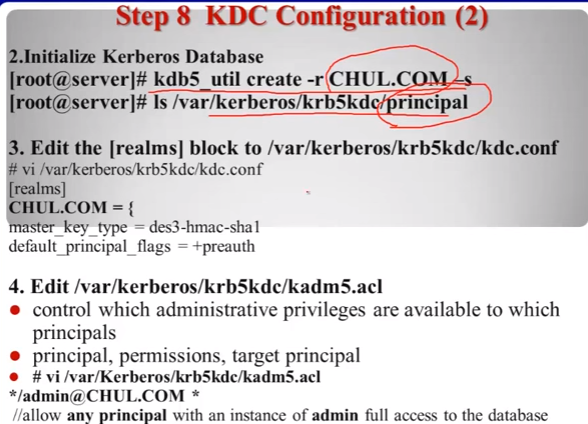 Step 8 KDC Configuration (2)
2.Initialize Kerberos Database
[root@server]# kdb5_util create -r CHUL.COM –s
[root@server]# ls /var/kerberos/krb5kdc/principal
3. Edit the [realms] block to /var/kerberos/krb5kdc/kdc.conf
# vi /var/kerberos/krb5kdc/kdc.conf
[realms]
CHUL.COM = {
master_key_type = des3-hmac-sha1
default_principal_flags = +preauth
4. Edit /var/kerberos/krb5kdc/kadm5.acl
● control which administrative privileges are available to which
principals
● principal, permissions, target principal
● # vi /var/Kerberos/krb5kdc/kadm5.acl
*/admin@CHUL.COM *
//allow any principal with an instance of admin full access to the database